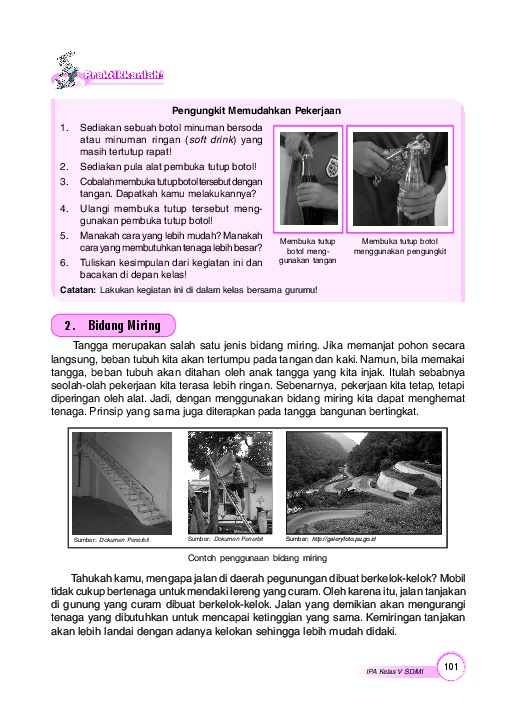 Praktikkanlah!
Pengungkit Memudahkan Pekerjaan
1. Sediakan sebuah botol minuman bersoda
atau minuman ringan (soft drink) yang
masih tertutup rapat!
2. Sediakan pula alat pembuka tutup botol!
3. Cobalah membuka tutup botol tersebut dengan
tangan. Dapatkah kamu melakukannya?
4. Ulangi membuka tutup tersebut meng-
gunakan pembuka tutup botol!
5. Manakah cara yang lebih mudah? Manakah
cara yang membutuhkan tenaga lebih besar?
6. Tuliskan kesimpulan dari kegiatan ini dan
bacakan di depan kelas!
Membuka tutup
botol meng-
gunakan tangan
Membuka tutup botol
menggunakan pengungkit
Catatan: Lakukan kegiatan ini di dalam kelas bersama gurumu!
2. Bidang Miring
Tangga merupakan salah satu jenis bidang miring. Jika memanjat pohon secara
langsung, beban tubuh kita akan tertumpu pada tangan dan kaki. Namun, bila memakai
tangga, beban tubuh akan ditahan oleh anak tangga yang kita injak. Itulah sebabnya
seolah-olah pekerjaan kita terasa lebih ringan. Sebenarnya, pekerjaan kita tetap, tetapi
diperingan oleh alat. Jadi, dengan menggunakan bidang miring kita dapat menghemat
tenaga. Prinsip yang sama juga diterapkan pada tangga bangunan bertingkat.
Sumber: Dokumen Penerbit
Sumber: Dokumen Penerbit
Sumber: http://galeryfoto.pu.go.id
Contoh penggunaan bidang miring
Tahukah kamu, mengapa jalan di daerah pegunungan dibuat berkelok-kelok? Mobil
tidak cukup bertenaga untuk mendaki lereng yang curam. Oleh karena itu, jalan tanjakan
di gunung yang curam dibuat berkelok-kelok. Jalan yang demikian akan mengurangi
tenaga yang dibutuhkan untuk mencapai ketinggian yang sama. Kemiringan tanjakan
akan lebih landai dengan adanya kelokan sehingga lebih mudah didaki.
IPA Kelas V SD/MI
101